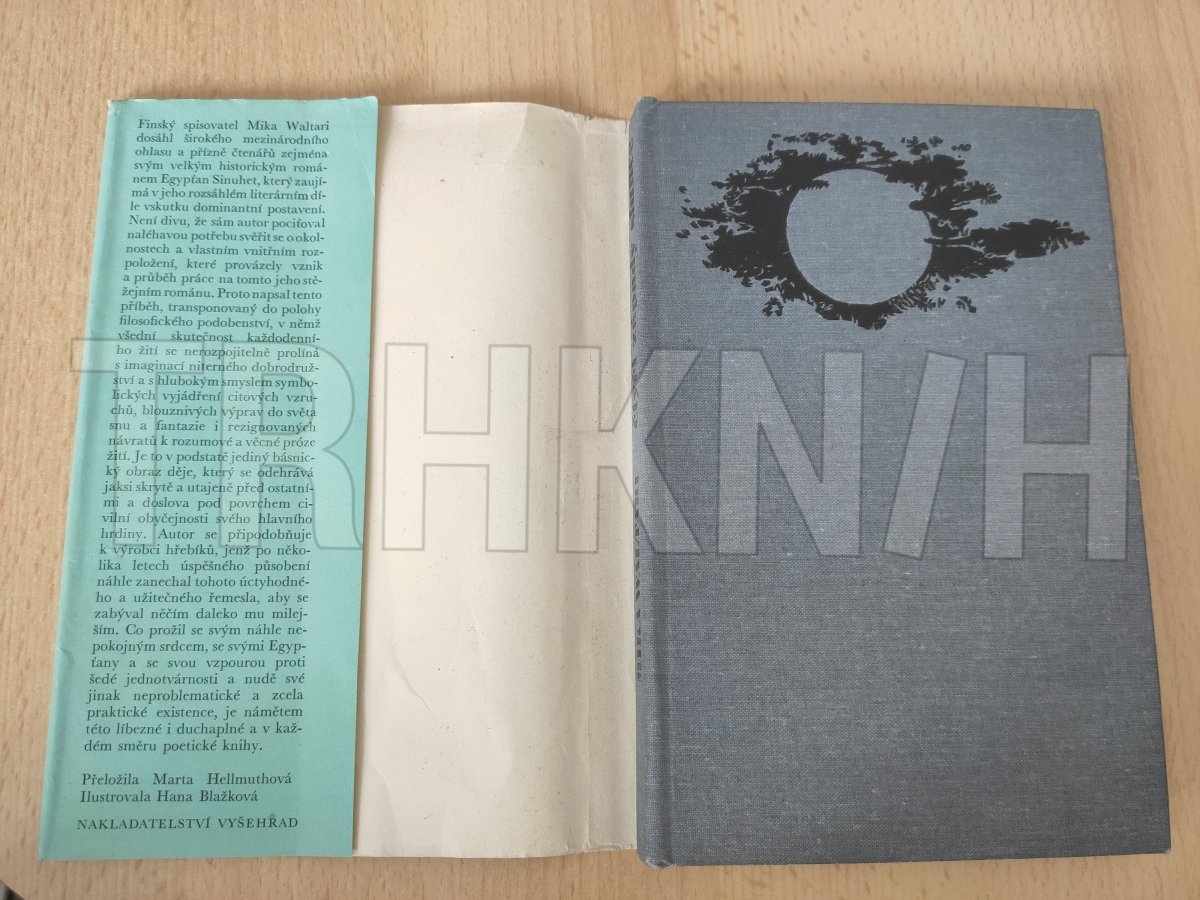 Finský spisovatel Mika Waltari
dosáhl širokého mezinárodního
ohlasu a přízně čtenářů zejména
svým velkým historickým romá-
nem Egypťan Sinuhet, který zaují-
má v jeho rozsáhlém literárním dí-
le vskutku dominantní postavení.
Není divu, že sám autor pociťoval
naléhavou potřebu svěřit se o okol-
nostech a vlastním vnitřním roz-
položení, které provázely vznik
a průběh práce na tomto jeho stě-
žejním románu. Proto napsal tento
příběh, transponovaný do polohy
filosofického podobenství, v němž
všední skutečnost každodenní-
ho žití se nerozpojitelně prolíná
s imaginací niterného dobrodruž-
ství a s hlubokým smyslem symbo-
lických vyjádření citových vzru-
chů, blouznivých výprav do světa
snu a fantazie i rezignovaných
návratů k rozumové a věcné próze
žití. Je to v podstatě jediný básnic-
ký obraz děje, který se odehrává
jaksi skrytě a utajeně před ostatní-
mi a doslova pod povrchem ci-
vilní obyčejnosti svého hlavního
hrdiny. Autor se připodobňuje
k výrobci hřebíků, jenž po něko-
lika letech úspěšného působení
náhle zanechal tohoto úctyhodné-
ho a užitečného řemesla, aby se
zabýval něčím daleko mu milej-
ším. Co prožil se svým náhle ne-
pokojným srdcem, se svými Egyp-
ťany a se svou vzpourou proti
šedé jednotvárnosti a nudě své
jinak neproblematické a zcela
praktické existence, je námětem
této líbezné i duchaplné a v kaž-
dém směru poetické knihy.
Přeložila Marta Hellmuthová
Ilustrovala Hana Blažková
NAKLADATELSTVÍ VYŠEHRAD
TRHKNIH